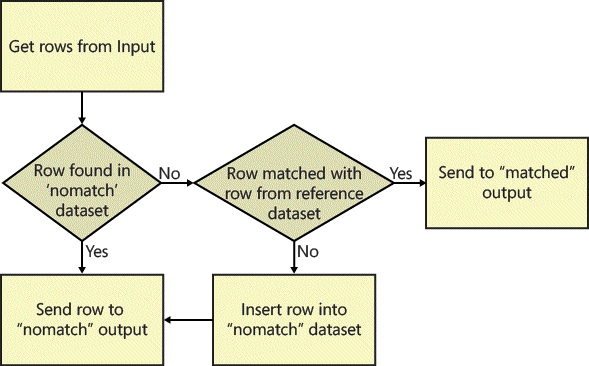 Get rows from Input
Row found in
‘nomatch’
dataset
No
Row matched with
row from reference
dataset
Yes
Send to “matched”
output
Yes
No
Send row to
“nomatch” output
Insert row into
“nomatch” dataset